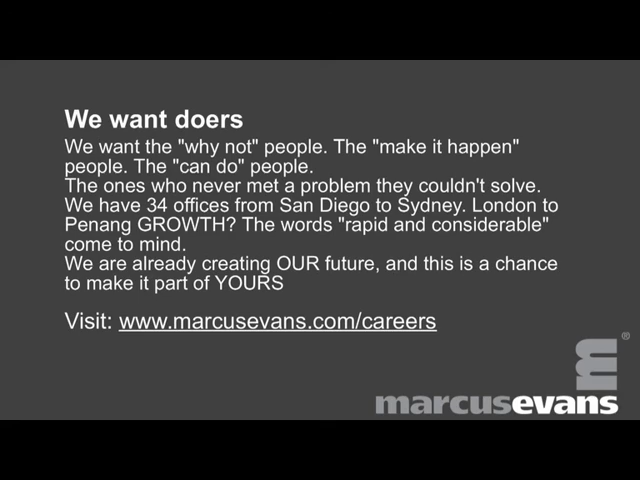 We want doers
We want the "why not" people. The "make it happen"
people. The "can do" people.
The ones who never met a problem they couldn't solve.
We have 34 offices from San Diego to Sydney. London to
Penang GROWTH? The words "rapid and considerable"
come to mind.
We are already creating OUR future, and this is a chance
to make it part of YOURS
Visit: www.marcusevans.com/careers
®
marcusevans